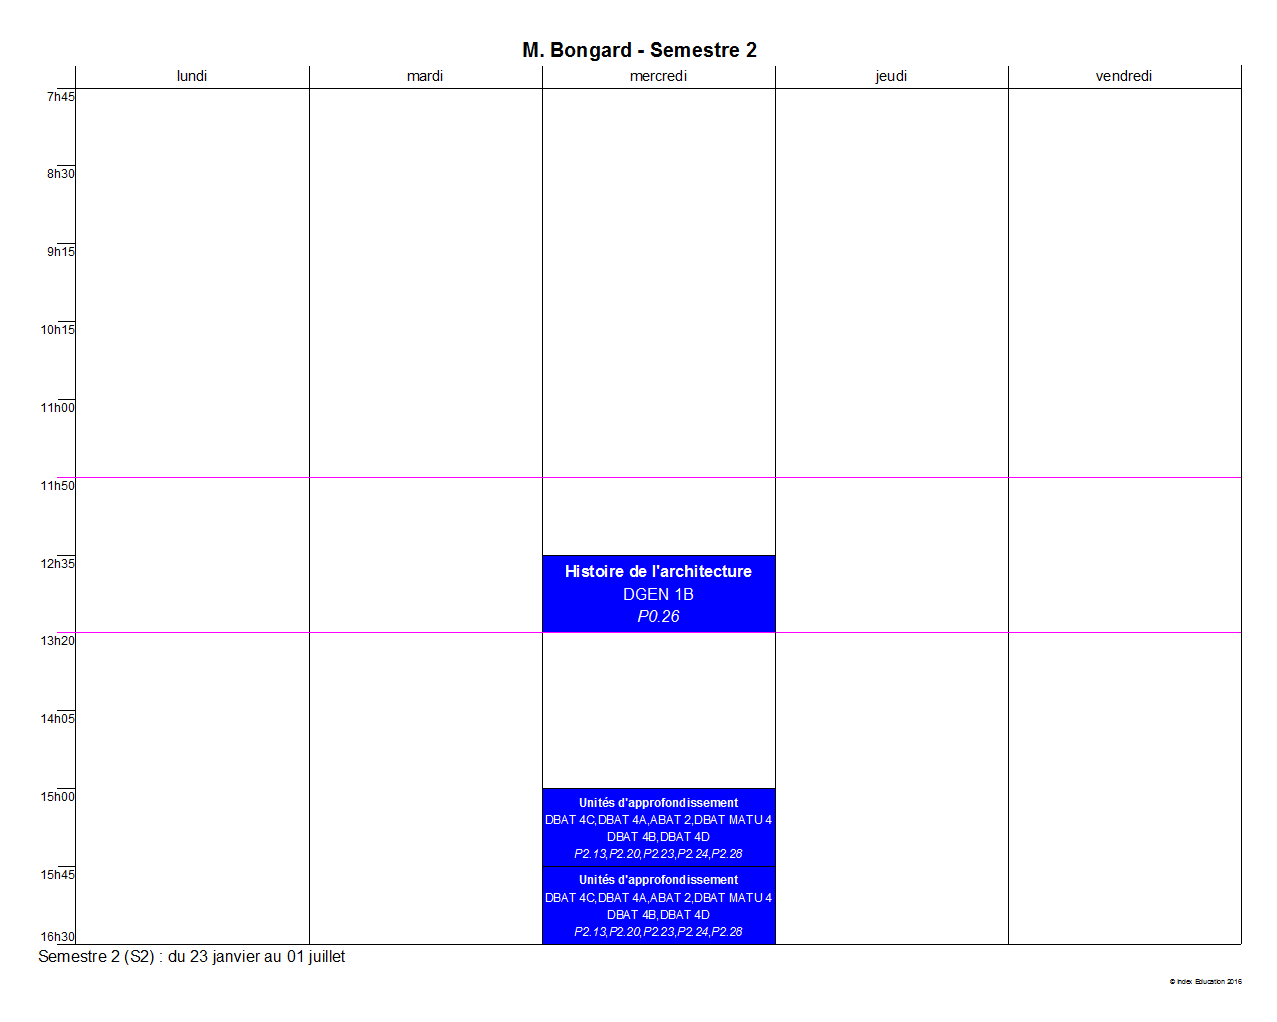 M. Bongard - Semestre 2
lundi mardi mercredi jeudi vendredi
7h45
8h30
9h15
10h15
11h00
11h50
12h35
Histoire de l'architecture
DGEN 1B
P0.26
13h20
14h05
15h00
Unités d'approfondissement
DBAT 4C,DBAT 4A,ABAT 2,DBAT MATU 4
DBAT 4B,DBAT 4D
P2.13,P2.20,P2.23,P2.24,P2.28
15h45
Unités d'approfondissement
DBAT 4C,DBAT 4A,ABAT 2,DBAT MATU 4
DBAT 4B,DBAT 4D
P2.13,P2.20,P2.23,P2.24,P2.28
16h30
Semestre 2 (S2) : du 23 janvier au 01 juillet
© Index Education 2016